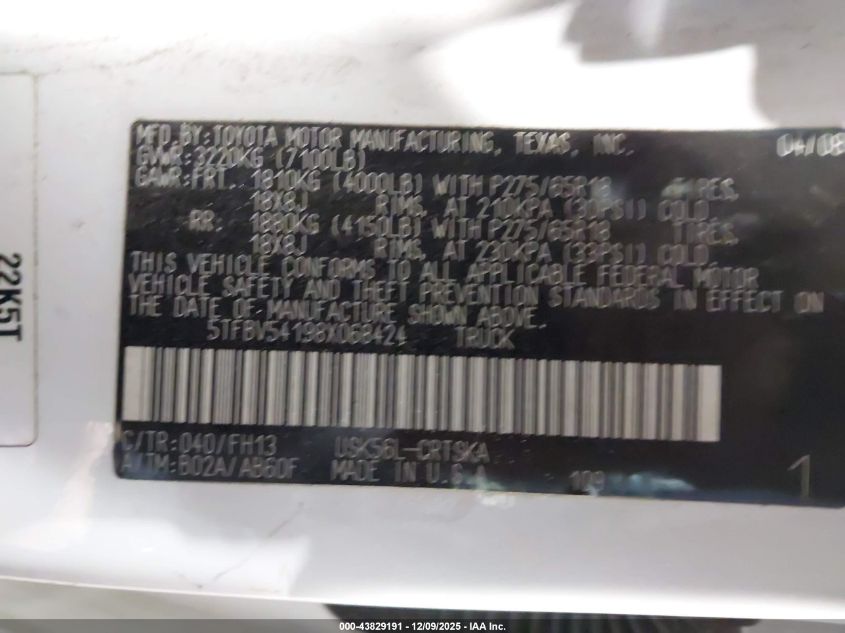 MFD. BY: TOYOTA MOTOR MANUFACTURING, TEXAS, INC. 04/08
GVWR: 3220KG (7100LB)
GAWR: FRT. 1810KG (4000LB) WITH P275/65R18 TIRES,
18X8J RIMS, AT 210KPA (30PSI) COLD
RR. 1880KG (4150LB) WITH P275/65R18 TIRES,
18X8J RIMS, AT 230KPA (33PSI) COLD
THIS VEHICLE CONFORMS TO ALL APPLICABLE FEDERAL MOTOR
VEHICLE SAFETY AND THEFT PREVENTION STANDARDS IN EFFECT ON
THE DATE OF MANUFACTURE SHOWN ABOVE.
5TFBV54198X068424 TRUCK
C/TR: 040/FH13 USK56L-CRTSKA
A/TM: B02A/AB60F MADE IN U.S.A 109 1
22K5T
000-43829191 - 12/09/2025 - IAA Inc.